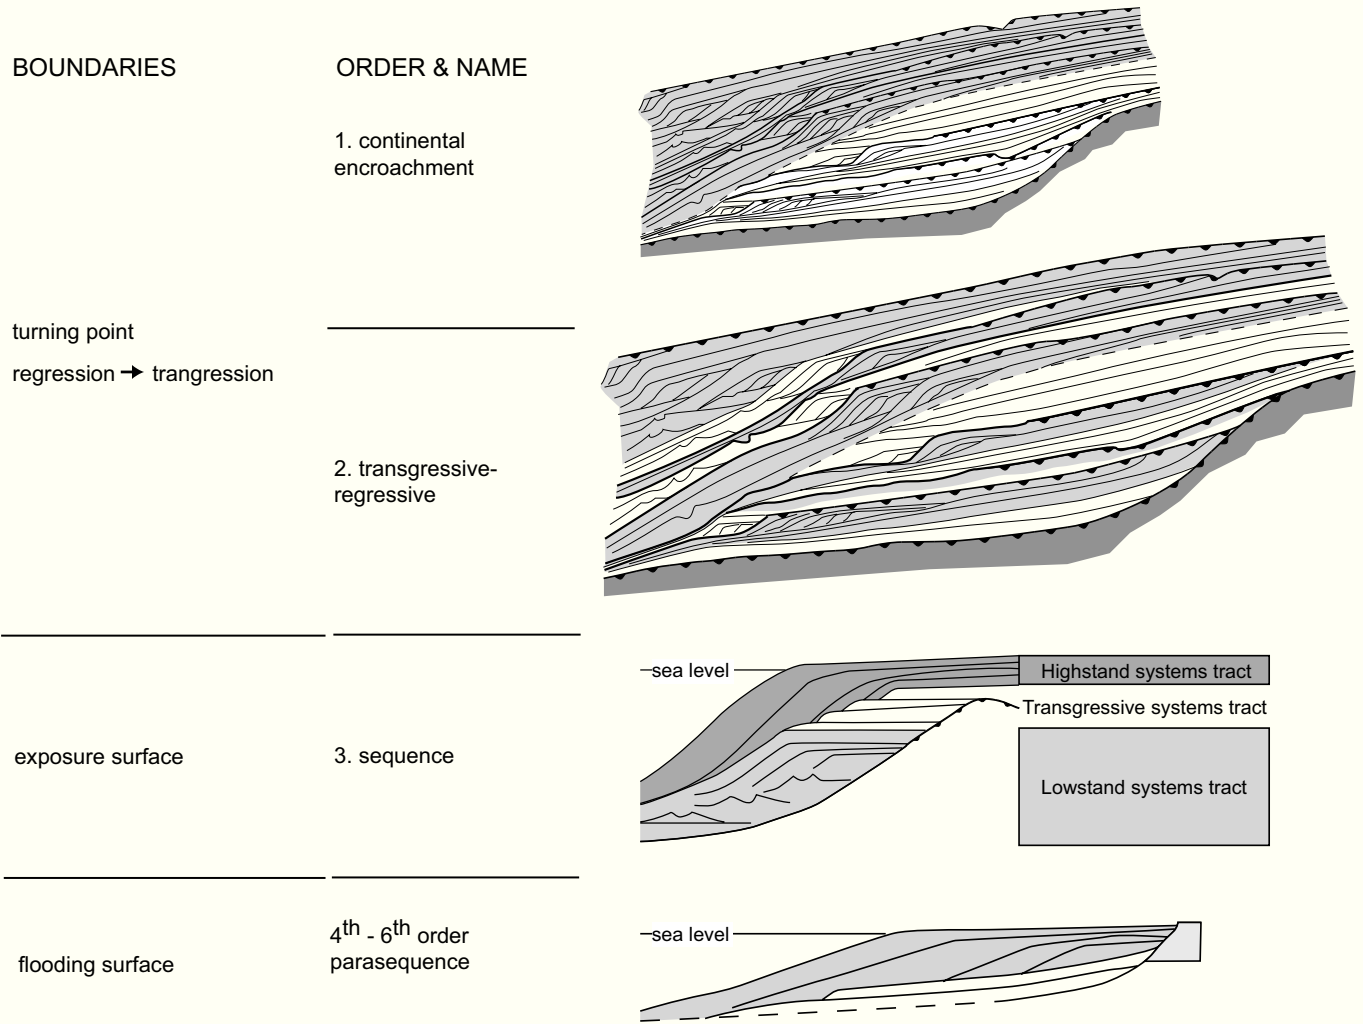 BOUNDARIES
ORDER & NAME
1. continental
encroachment
turning point
regression → trangression
2. transgressive-
regressive
exposure surface
3. sequence
sea level
Highstand systems tract
Transgressive systems tract
Lowstand systems tract
flooding surface
4th - 6th order
parasequence
sea level